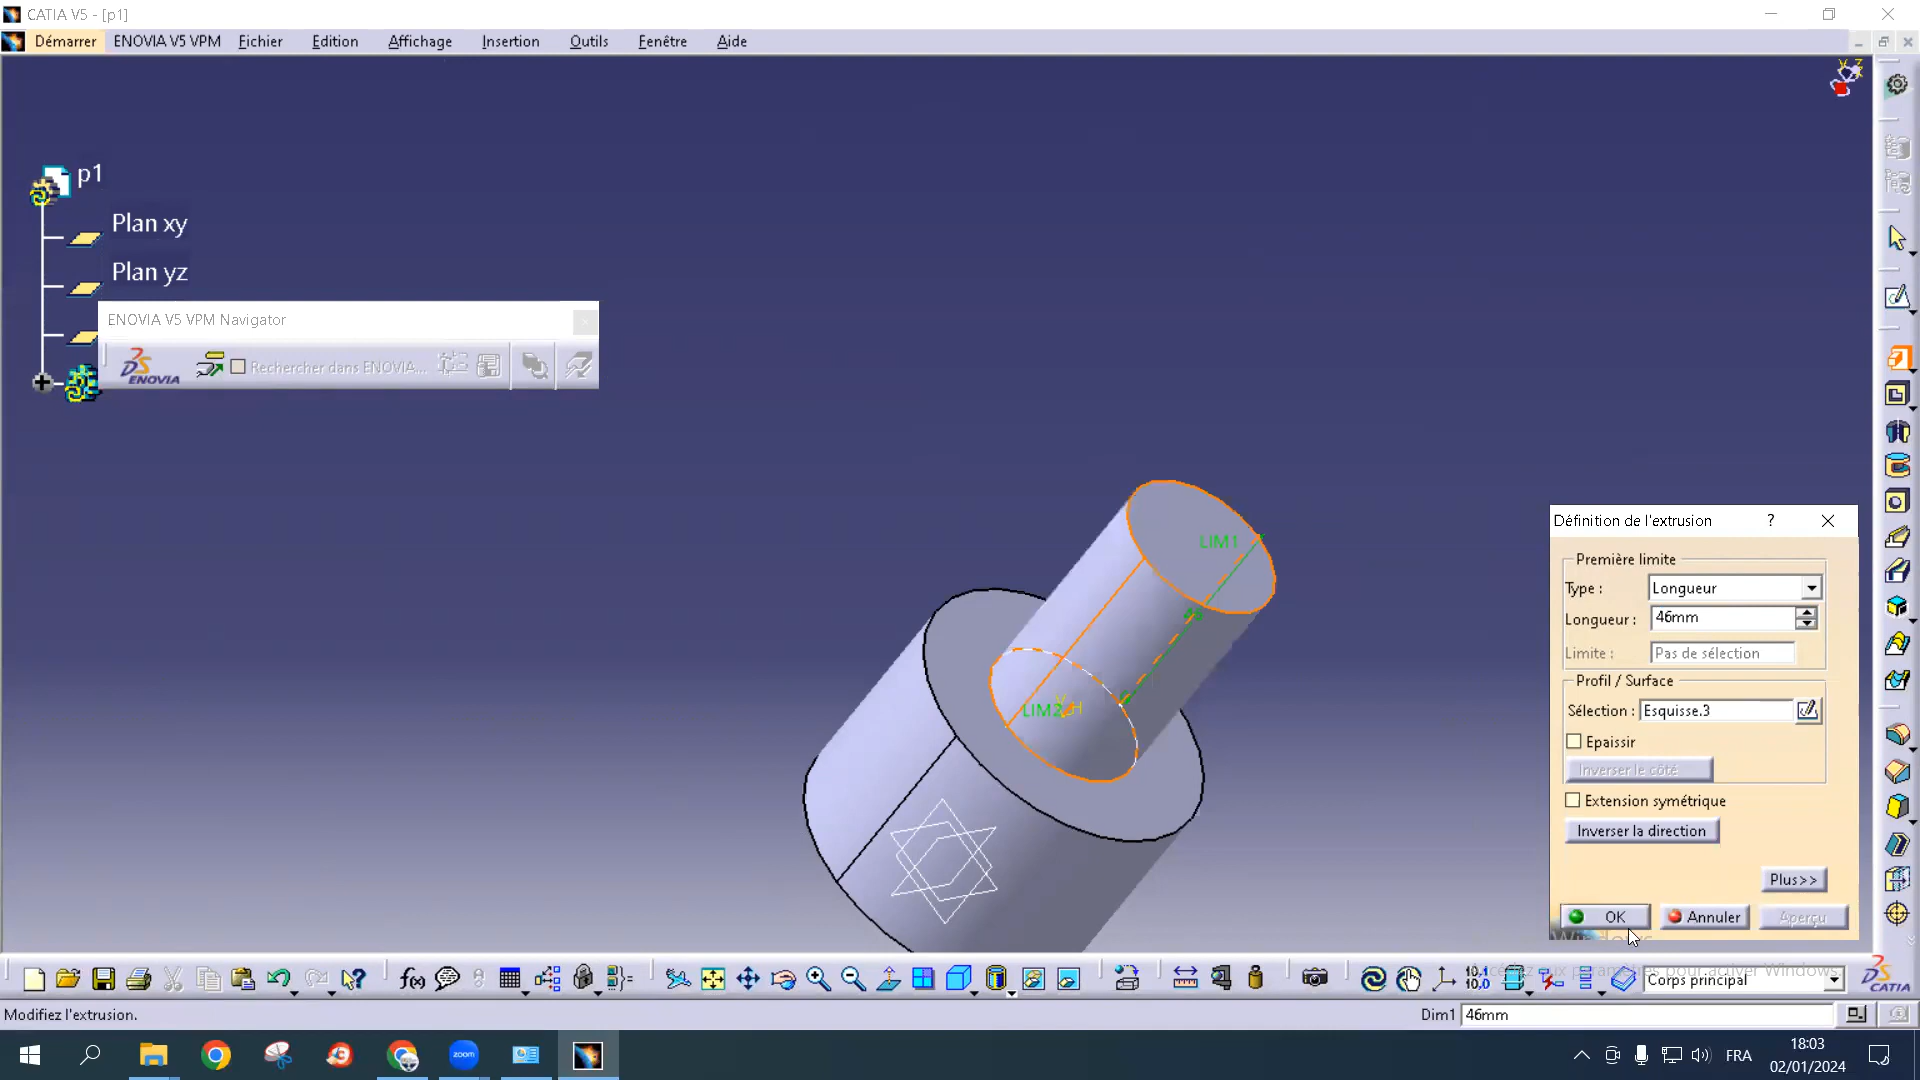 CATIA V5 - [p1]
Démarrer ENOVIA V5 VPM Fichier Edition Affichage Insertion Outils Fenêtre Aide
p1
Plan xy
Plan yz
ENOVIA V5 VPM Navigator
ENOVIA
Rechercher dans ENOVIA...
LIM1
LIM2
H
Définition de l'extrusion ?
Première limite
Type : Longueur
Longueur : 46mm
Limite : Pas de sélection
Profil / Surface
Sélection : Esquisse.3
Epaissir
Inverser le côté
Extension symétrique
Inverser la direction
Plus>>
OK Annuler Aperçu
Corps principal
CATIA
Modifiez l'extrusion.
Dim1 46mm
zoom
FRA
18:03
02/01/2024